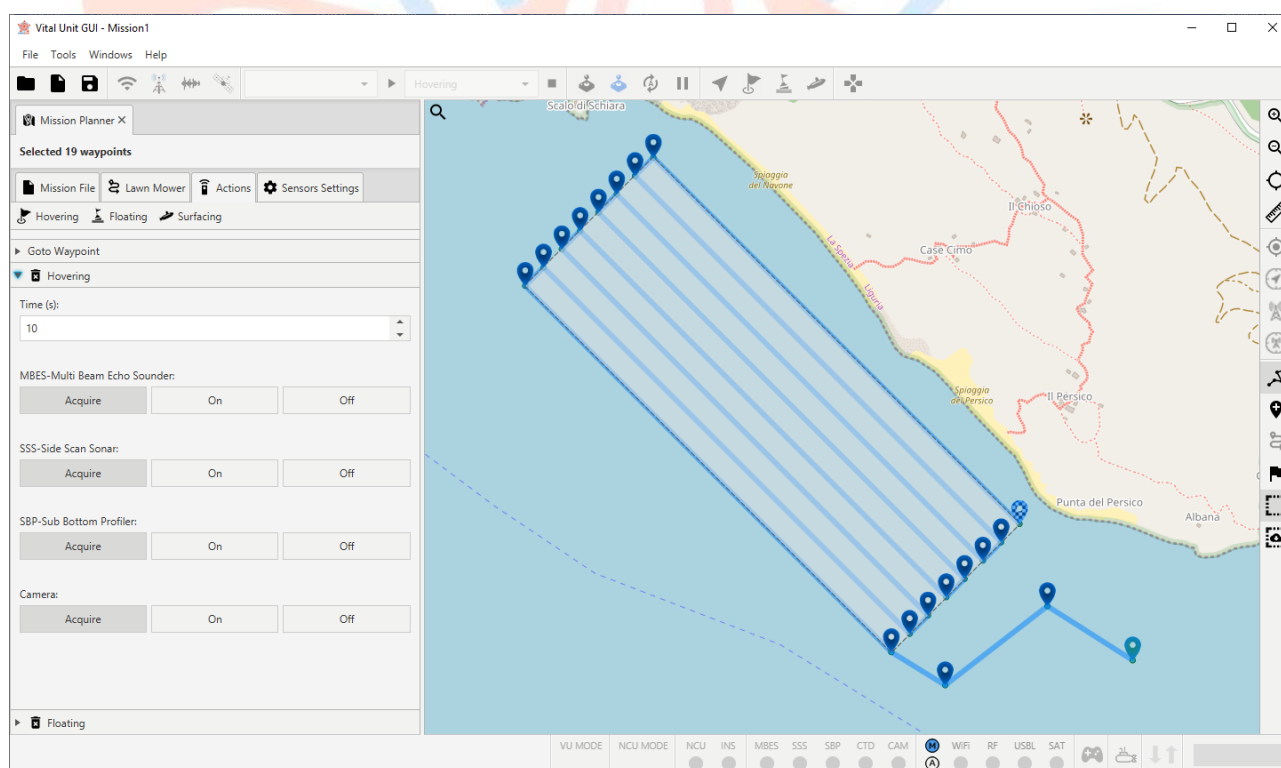 Vital Unit GUI - Mission1
File Tools Windows Help
Hovering
Mission Planner
Selected 19 waypoints
Mission File Lawn Mower Actions Sensors Settings
Hovering Floating Surfacing
Goto Waypoint
Hovering
Time (s):
10
MBES-Multi Beam Echo Sounder:
Acquire On Off
SSS-Side Scan Sonar:
Acquire On Off
SBP-Sub Bottom Profiler:
Acquire On Off
Camera:
Acquire On Off
Floating
Scalo di Schiara
Spiaggia
del Navone
Il Chioso
Case Cimo
La Spezia
Liguria
Spiaggia
del Persico
Il Persico
Punta del Persico
Albana
VU MODE NCU MODE NCU INS MBES SSS SBP CTD CAM M WiFi RF USBL SAT
A